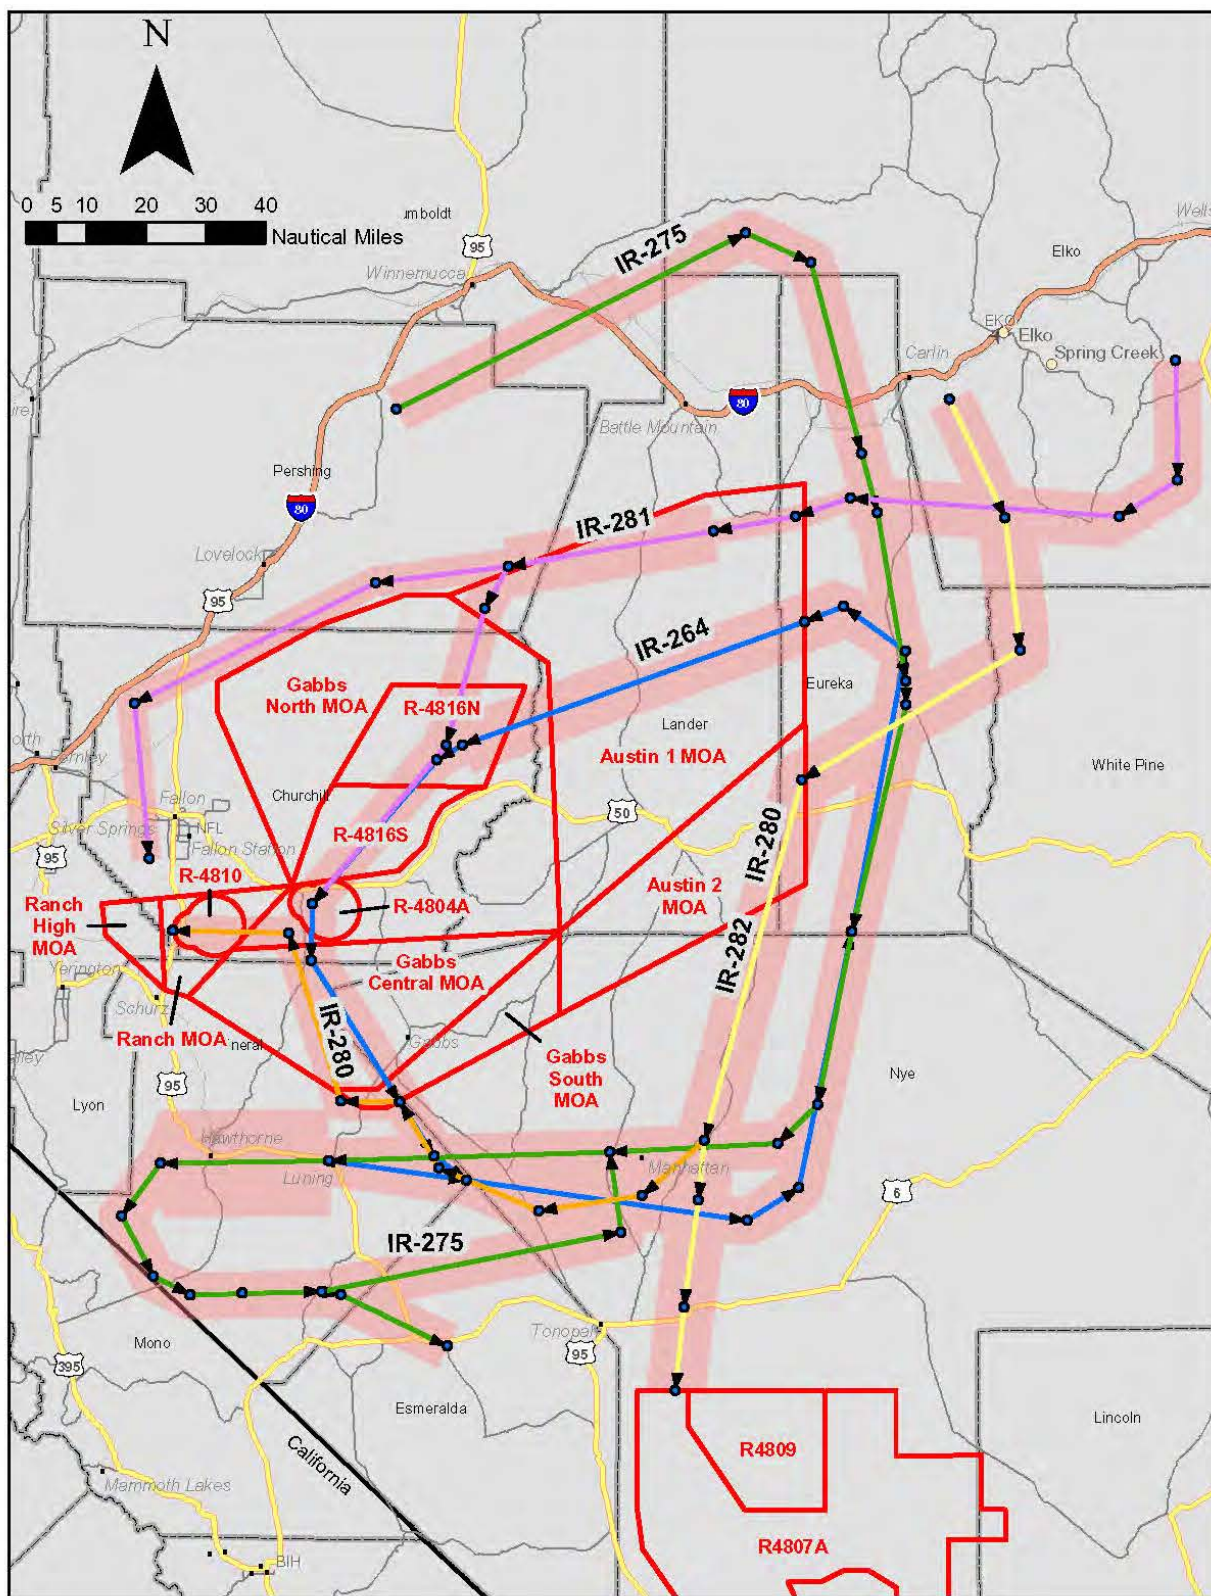 N
0 5 10 20 30 40
Nautical Miles
umboldt
95
Winnemucca
IR-275
Wells
Elko
EKO
Elko
Spring Creek
Carlin
80
Battle Mountain
Pershing
80
Lovelock
95
IR-281
IR-264
Gabbs
North MOA
R-4816N
Eureka
Lander
Austin 1 MOA
White Pine
Fernley
Fallon
Churchill
Silver Springs
NFL
Fallon Station
95
R-4816S
50
IR-280
R-4810
Ranch
High
MOA
R-4804A
Austin 2
MOA
IR-282
Yerington
Schurz
Gabbs
Central MOA
Ranch MOA
neral
IR-280
Gabbs
Gabbs
South
MOA
Nye
95
Lyon
Hawthorne
Luning
Manhattan
6
IR-275
Mono
Tonopah
95
395
Esmeralda
Lincoln
California
Mammoth Lakes
BIH
R4809
R4807A